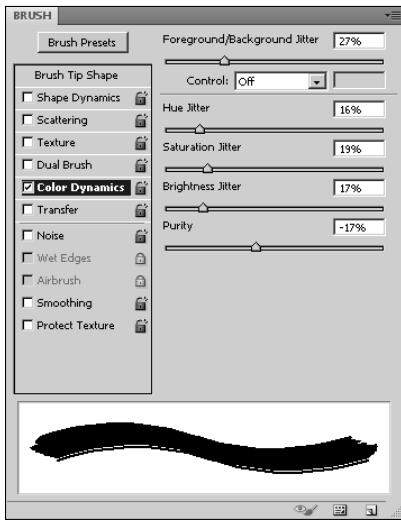 BRUSH
Brush Presets
Brush Tip Shape
Shape Dynamics
Scattering
Texture
Dual Brush
Color Dynamics
Transfer
Noise
Wet Edges
Airbrush
Smoothing
Protect Texture
Foreground/Background Jitter 27%
Control: Off
Hue Jitter 16%
Saturation Jitter 19%
Brightness Jitter 17%
Purity -17%